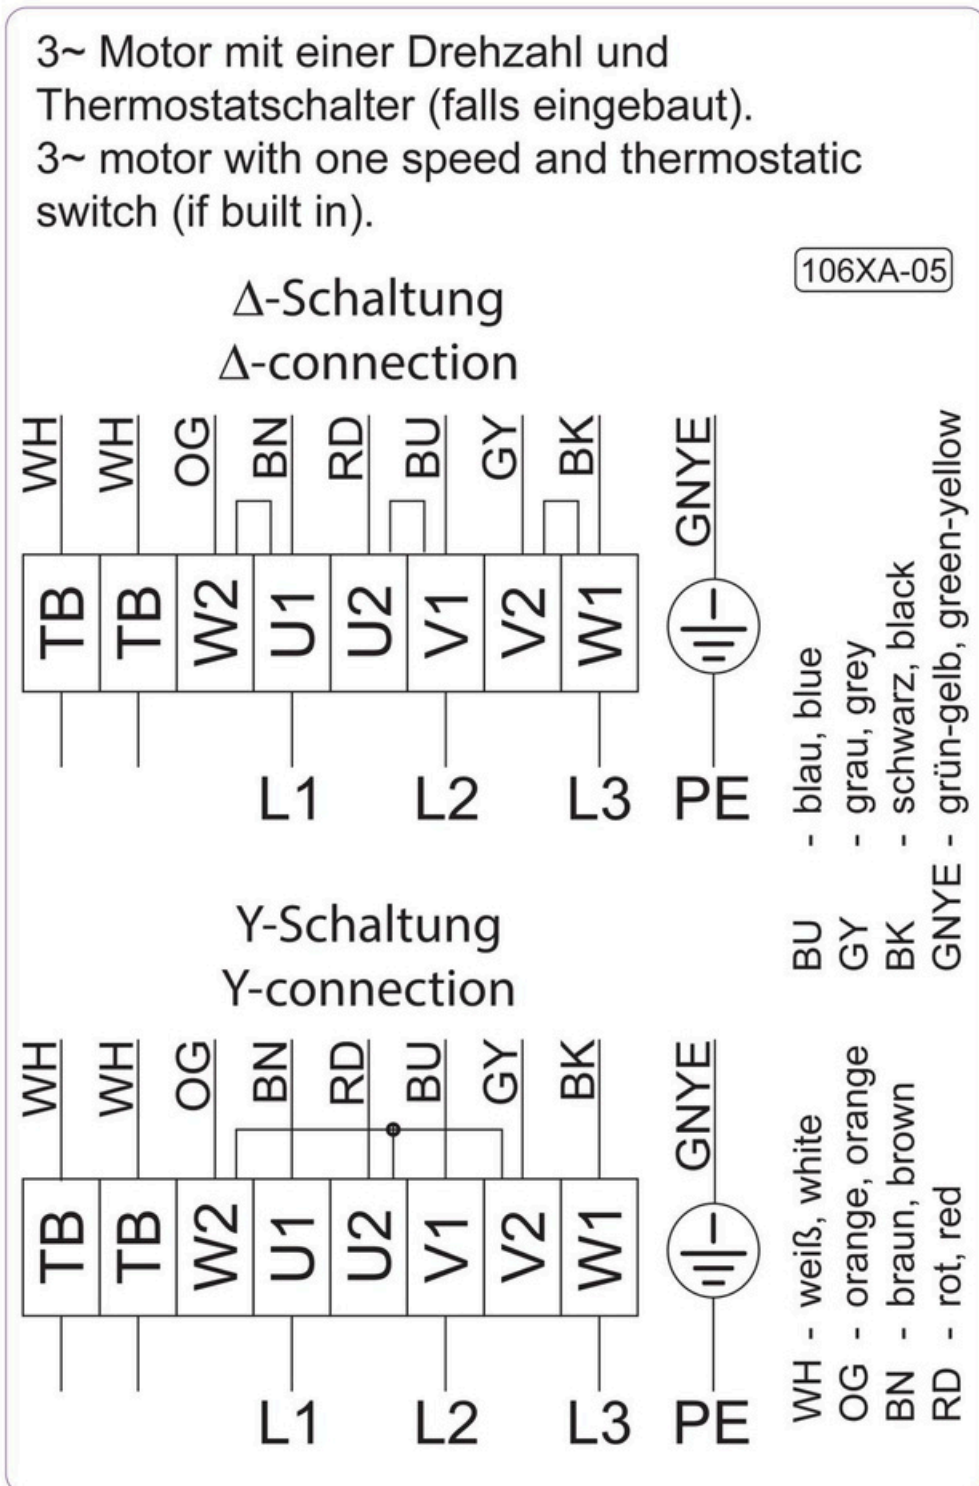 3~ Motor mit einer Drehzahl und
Thermostatschalter (falls eingebaut).
3~ motor with one speed and thermostatic
switch (if built in).
106XA-05
Δ-Schaltung
Δ-connection
WH WH OG BN RD BU GY BK GNYE
TB TB W2 U1 U2 V1 V2 W1
L1 L2 L3 PE
BU - blau, blue
GY - grau, grey
BK - schwarz, black
GNYE - grün-gelb, green-yellow
Y-Schaltung
Y-connection
WH WH OG BN RD BU GY BK GNYE
TB TB W2 U1 U2 V1 V2 W1
L1 L2 L3 PE
WH - weiß, white
OG - orange, orange
BN - braun, brown
RD - rot, red